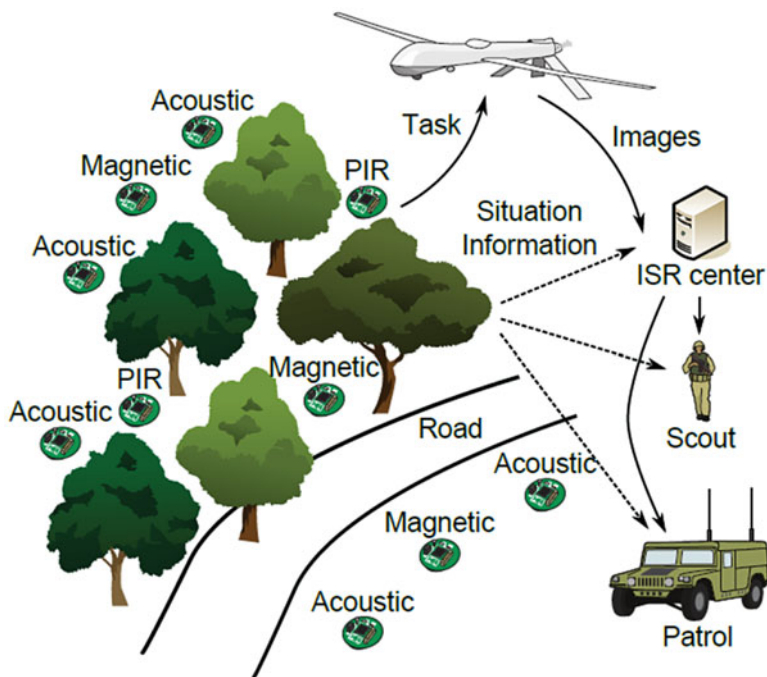 Acoustic
Task
Images
Magnetic
PIR
Situation
Information
Acoustic
ISR center
PIR
Magnetic
Acoustic
Road
Scout
Acoustic
Magnetic
Acoustic
Patrol